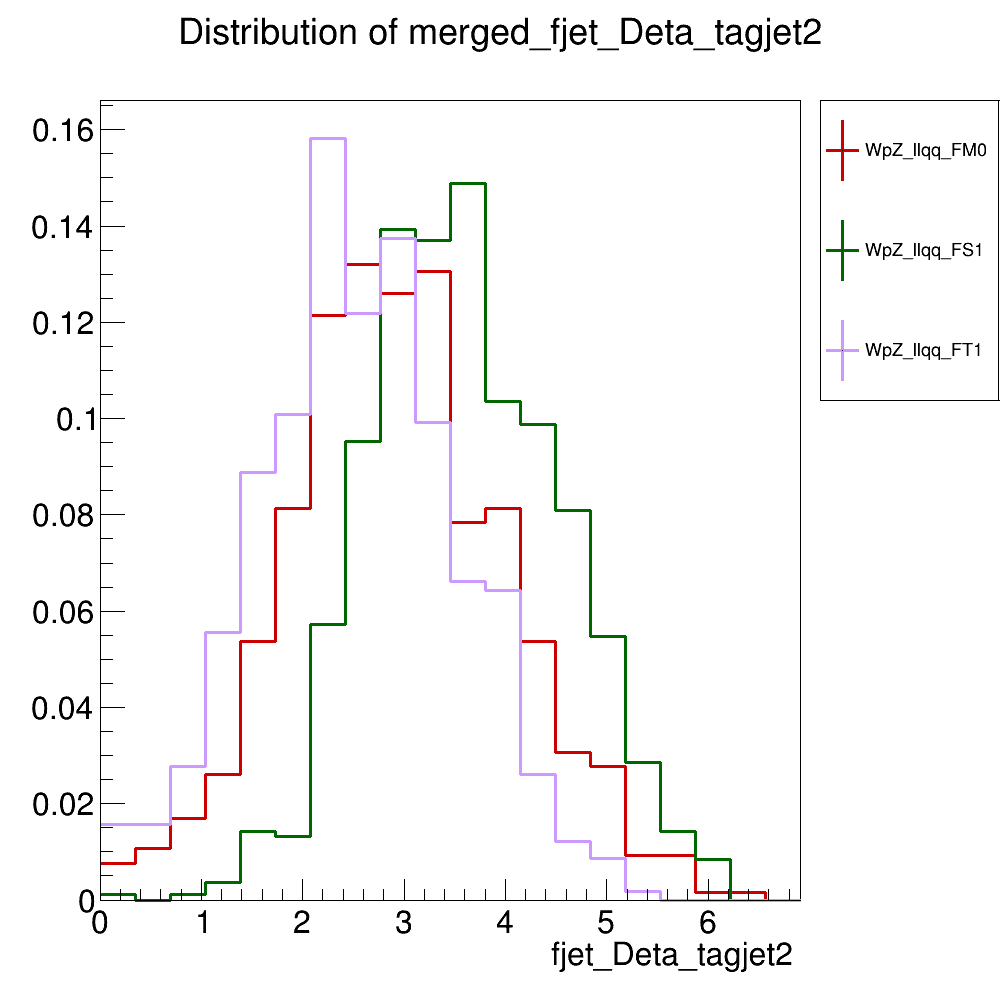 Distribution of merged_fjet_Deta_tagjet2
0.16
0.14
0.12
0.1
0.08
0.06
0.04
0.02
0
0 1 2 3 4 5 6
fjet_Deta_tagjet2
WpZ_llqq_FM0
WpZ_llqq_FS1
WpZ_llqq_FT1